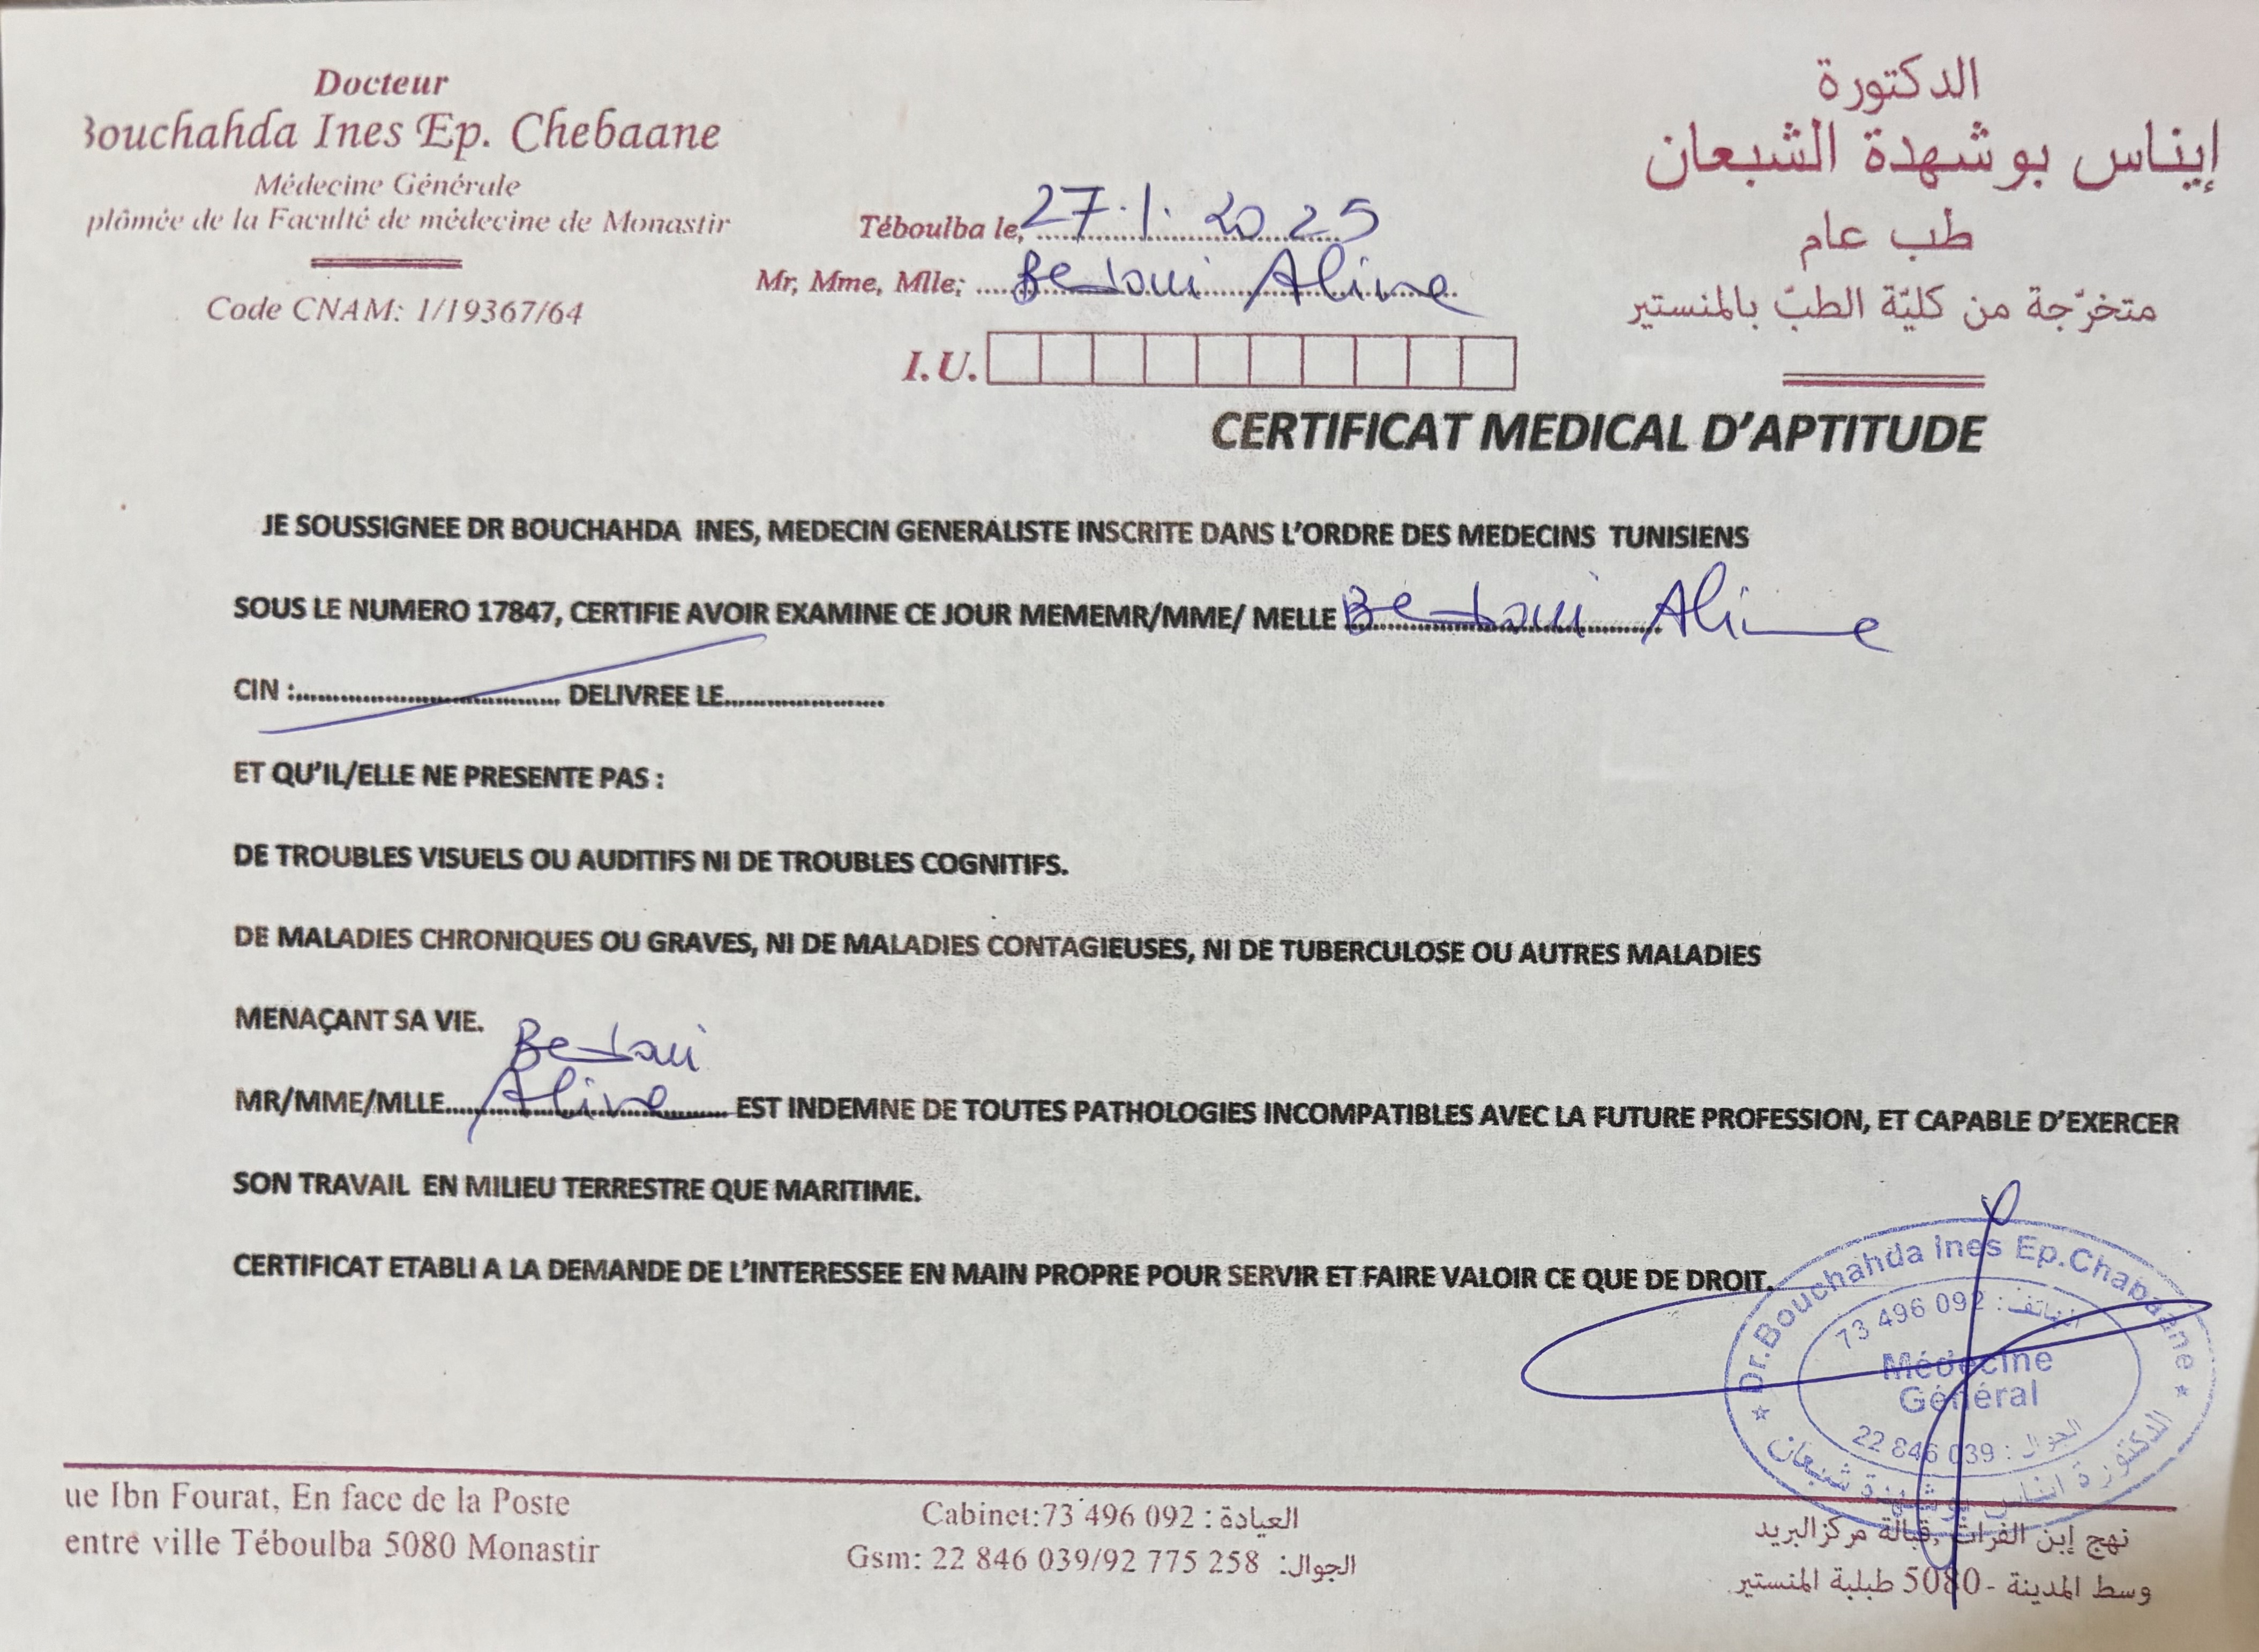 Docteur
Bouchahda Ines Ep. Chebaane
Médecine Générale
plômée de la Faculté de médecine de Monastir
Code CNAM: 1/19367/64
الدكتورة
إيناس بوشهدة الشبعان
طب عام
متخرّجة من كليّة الطبّ بالمنستير
Téboulba le, 27.1.2025
Mr, Mme, Mlle; Bedoui Aline
I.U.
CERTIFICAT MEDICAL D'APTITUDE
JE SOUSSIGNEE DR BOUCHAHDA INES, MEDECIN GENERALISTE INSCRITE DANS L'ORDRE DES MEDECINS TUNISIENS
SOUS LE NUMERO 17847, CERTIFIE AVOIR EXAMINE CE JOUR MEMEMR/MME/ MELLE Bedoui Aline
CIN :.................................... DELIVREE LE......................
ET QU'IL/ELLE NE PRESENTE PAS :
DE TROUBLES VISUELS OU AUDITIFS NI DE TROUBLES COGNITIFS.
DE MALADIES CHRONIQUES OU GRAVES, NI DE MALADIES CONTAGIEUSES, NI DE TUBERCULOSE OU AUTRES MALADIES
MENAÇANT SA VIE.
MR/MME/MLLE Bedoui Aline EST INDEMNE DE TOUTES PATHOLOGIES INCOMPATIBLES AVEC LA FUTURE PROFESSION, ET CAPABLE D'EXERCER
SON TRAVAIL EN MILIEU TERRESTRE QUE MARITIME.
CERTIFICAT ETABLI A LA DEMANDE DE L'INTERESSEE EN MAIN PROPRE POUR SERVIR ET FAIRE VALOIR CE QUE DE DROIT.
Dr.Bouchahda Ines Ep.Chabaane
73 496 092 : الهاتف
Médecine
Général
22 846 039 : الجوال
الدكتورة ايناس بوشهدة شبعان
ue Ibn Fourat, En face de la Poste
entre ville Téboulba 5080 Monastir
Cabinet:73 496 092 : العيادة
Gsm: 22 846 039/92 775 258 :الجوال
نهج إبن الفرات ,قبالة مركز البريد
وسط المدينة -5080 طبلبة المنستير